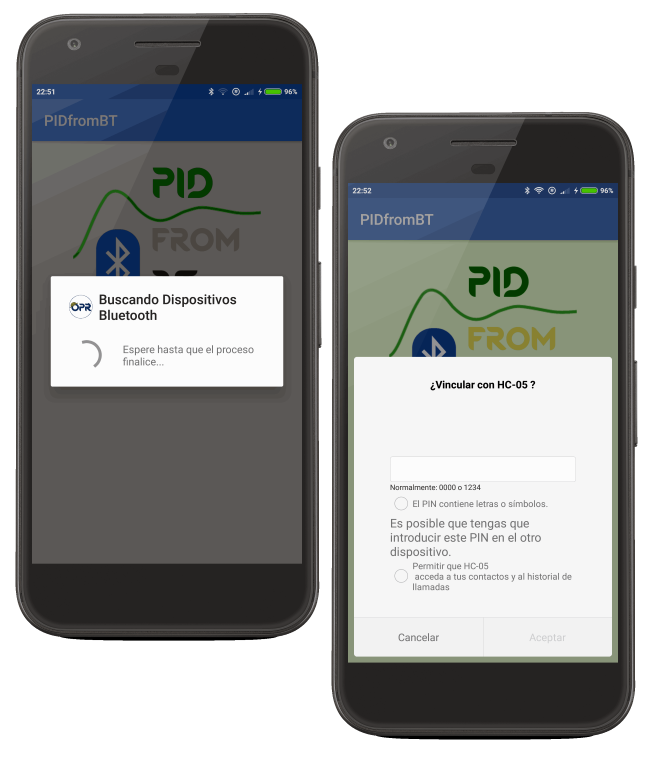 22:51
96%
PIDfromBT
PID
FROM
OPR
Buscando Dispositivos
Bluetooth
Espere hasta que el proceso
finalice...
22:52
96%
PIDfromBT
PID
FROM
¿Vincular con HC-05 ?
Normalmente: 0000 o 1234
El PIN contiene letras o símbolos.
Es posible que tengas que
introducir este PIN en el otro
dispositivo.
Permitir que HC-05
acceda a tus contactos y al historial de
llamadas
Cancelar
Aceptar